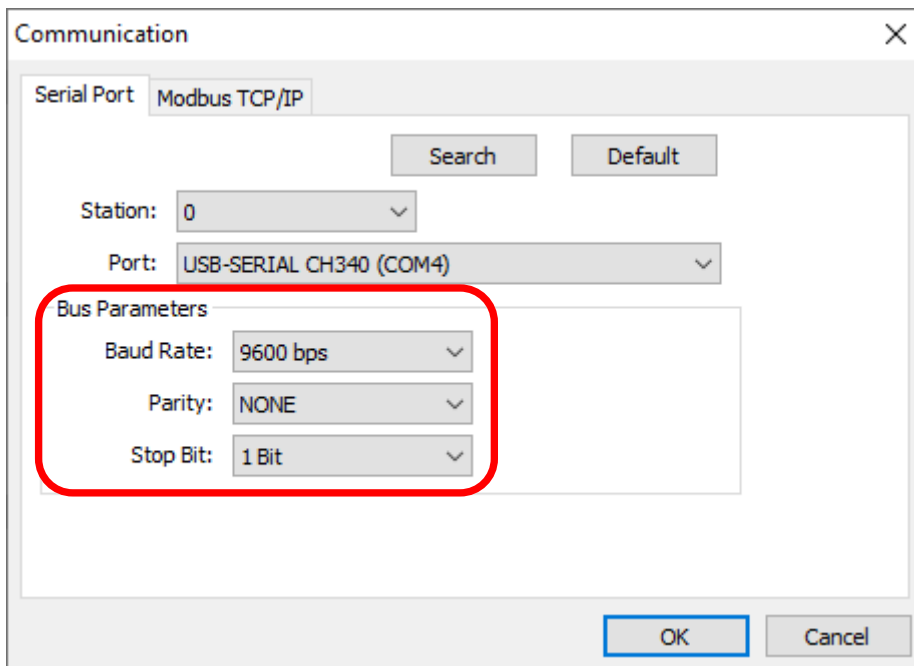 Communication
Serial Port
Modbus TCP/IP
Search
Default
Station:
0
Port:
USB-SERIAL CH340 (COM4)
Bus Parameters
Baud Rate:
9600 bps
Parity:
NONE
Stop Bit:
1 Bit
OK
Cancel